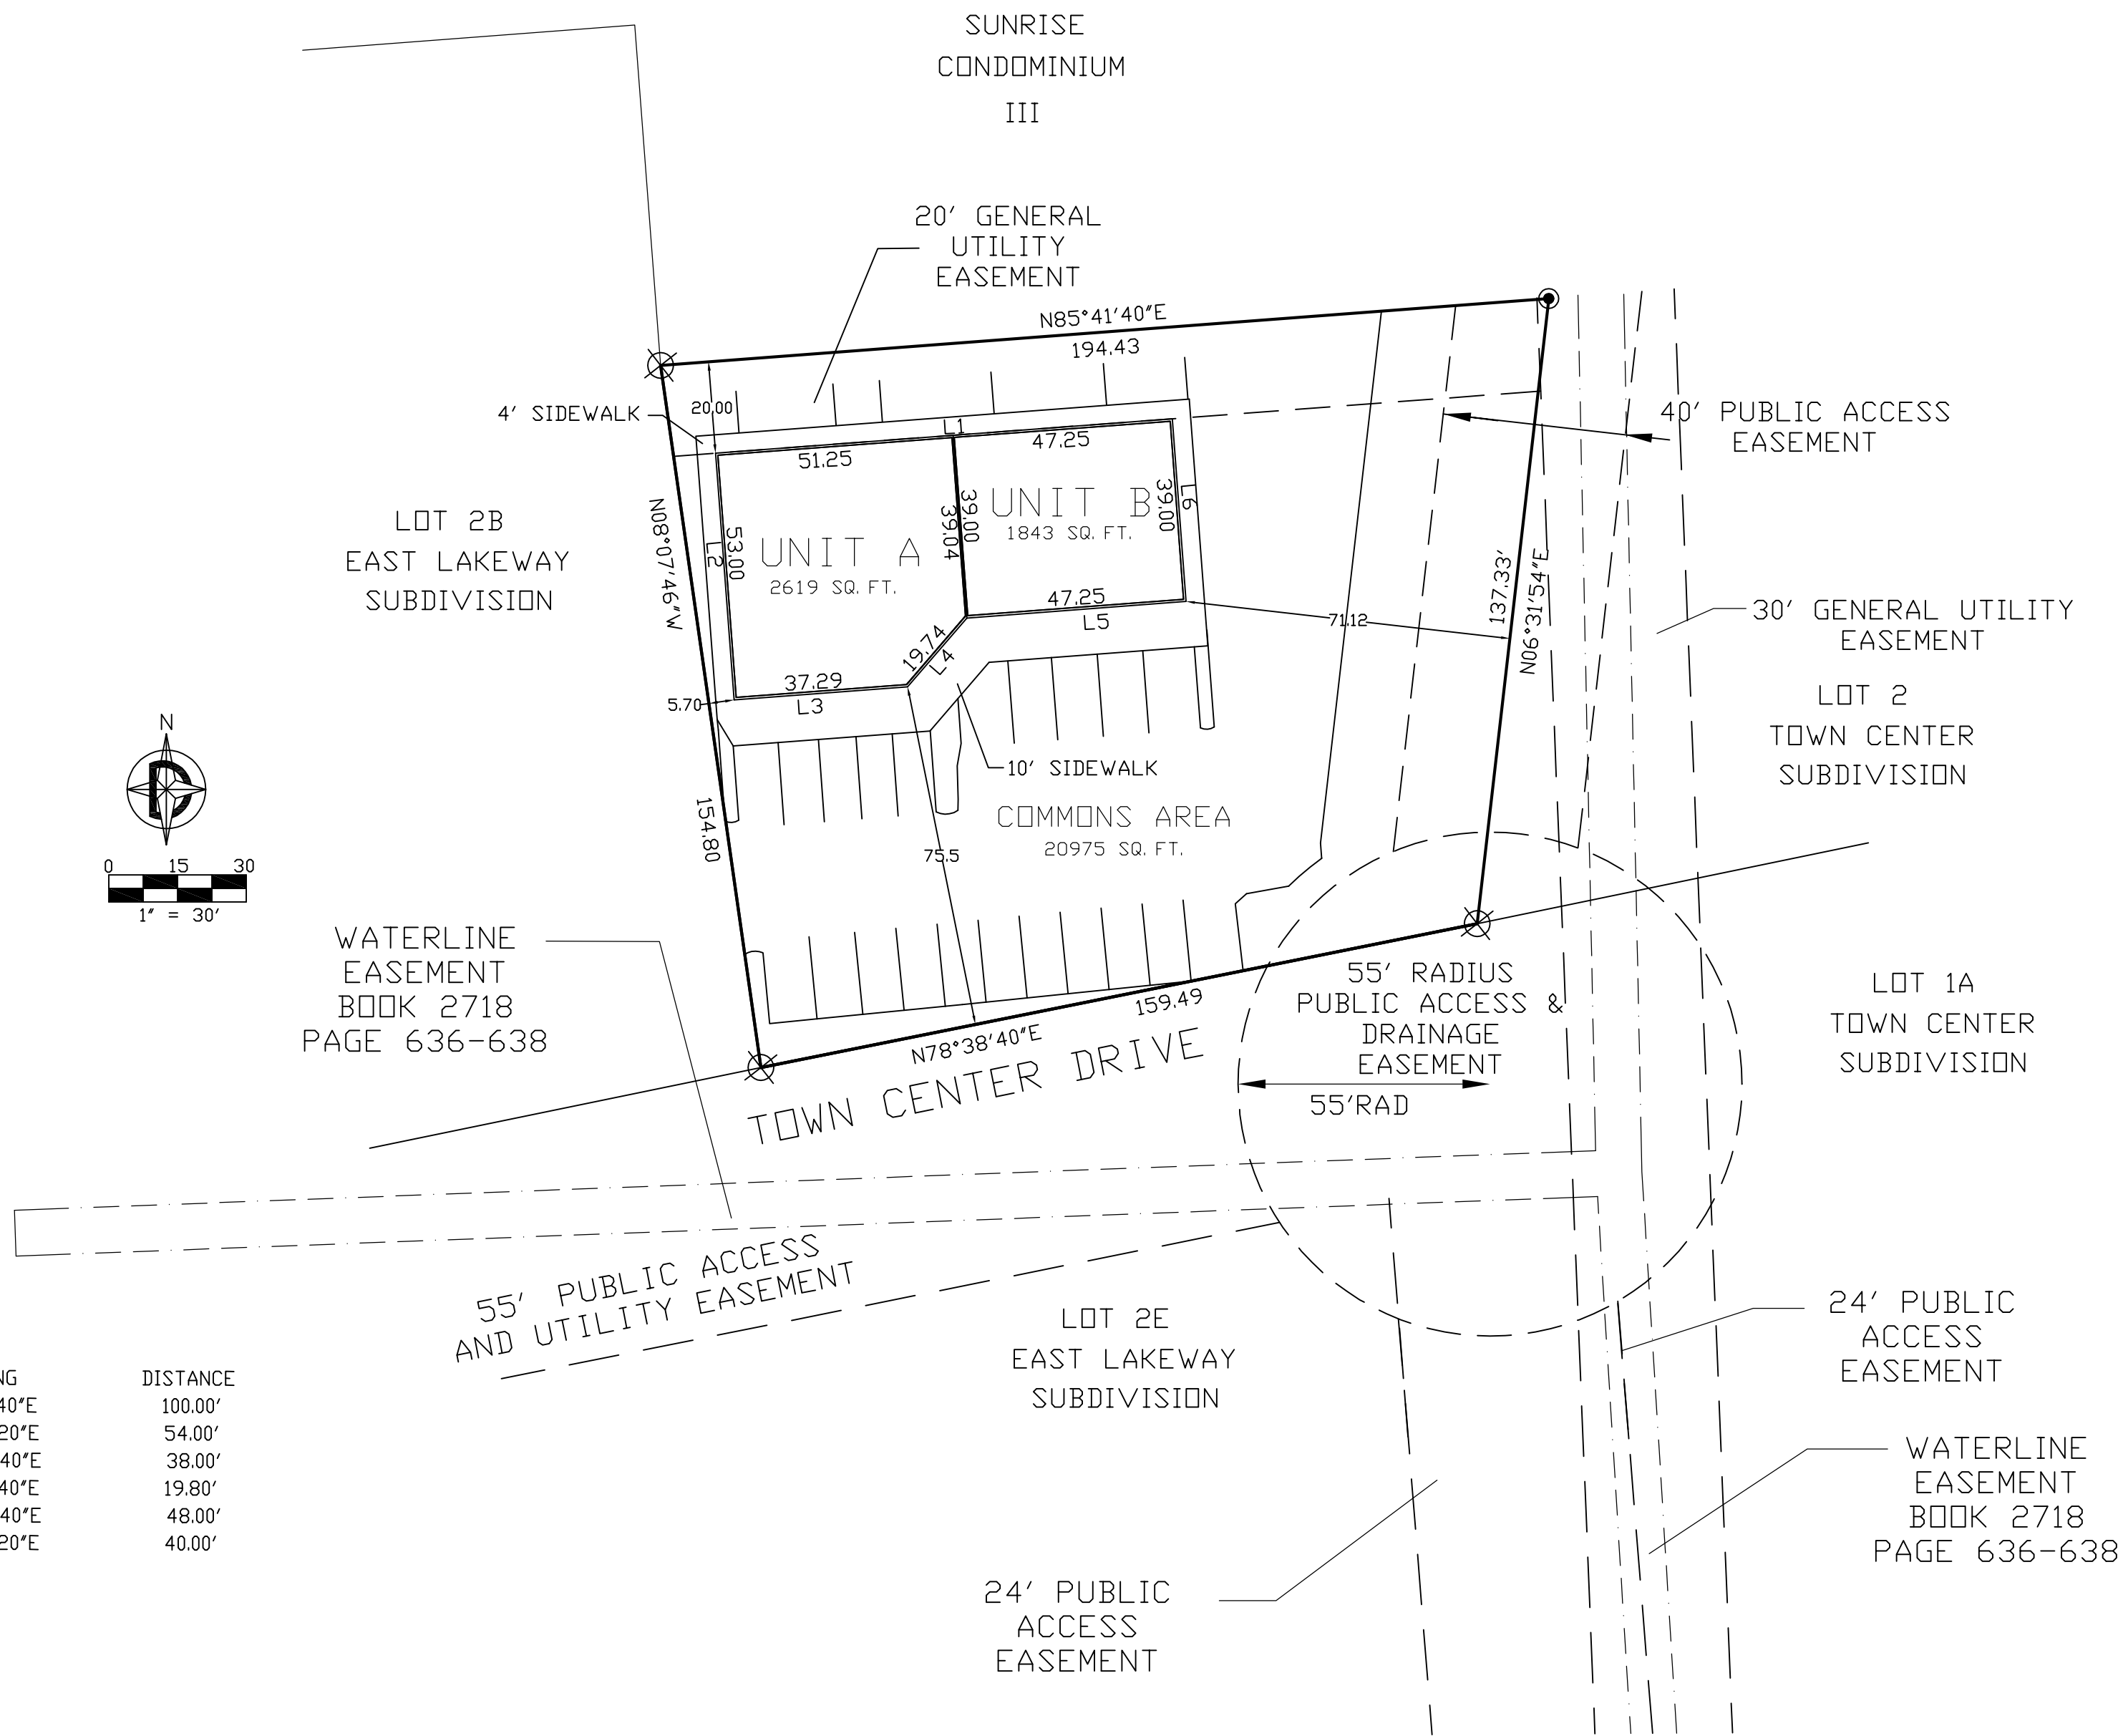 SUNRISE
CONDOMINIUM
III
20' GENERAL
UTILITY
EASEMENT
N85°41'40"E
194.43
4' SIDEWALK
20.00
L1
51.25
47.25
40' PUBLIC ACCESS
EASEMENT
LOT 2B
EAST LAKEWAY
SUBDIVISION
N08°07'46"W
154.80
L2
53.00
UNIT A
2619 SQ. FT.
39.04
39.00
UNIT B
1843 SQ. FT.
39.00
L6
47.25
L5
71.12
137.33'
N06°31'54"E
30' GENERAL UTILITY
EASEMENT
19.74
L4
37.29
L3
5.70
LOT 2
TOWN CENTER
SUBDIVISION
N
0 15 30
1" = 30'
10' SIDEWALK
COMMONS AREA
20975 SQ. FT.
75.5
WATERLINE
EASEMENT
BOOK 2718
PAGE 636-638
159.49
N78°38'40"E
TOWN CENTER DRIVE
55' RADIUS
PUBLIC ACCESS &
DRAINAGE
EASEMENT
55'RAD
LOT 1A
TOWN CENTER
SUBDIVISION
55' PUBLIC ACCESS
AND UTILITY EASEMENT
LOT 2E
EAST LAKEWAY
SUBDIVISION
24' PUBLIC
ACCESS
EASEMENT
NG DISTANCE
40"E 100.00'
20"E 54.00'
40"E 38.00'
40"E 19.80'
40"E 48.00'
20"E 40.00'
WATERLINE
EASEMENT
BOOK 2718
PAGE 636-638
24' PUBLIC
ACCESS
EASEMENT